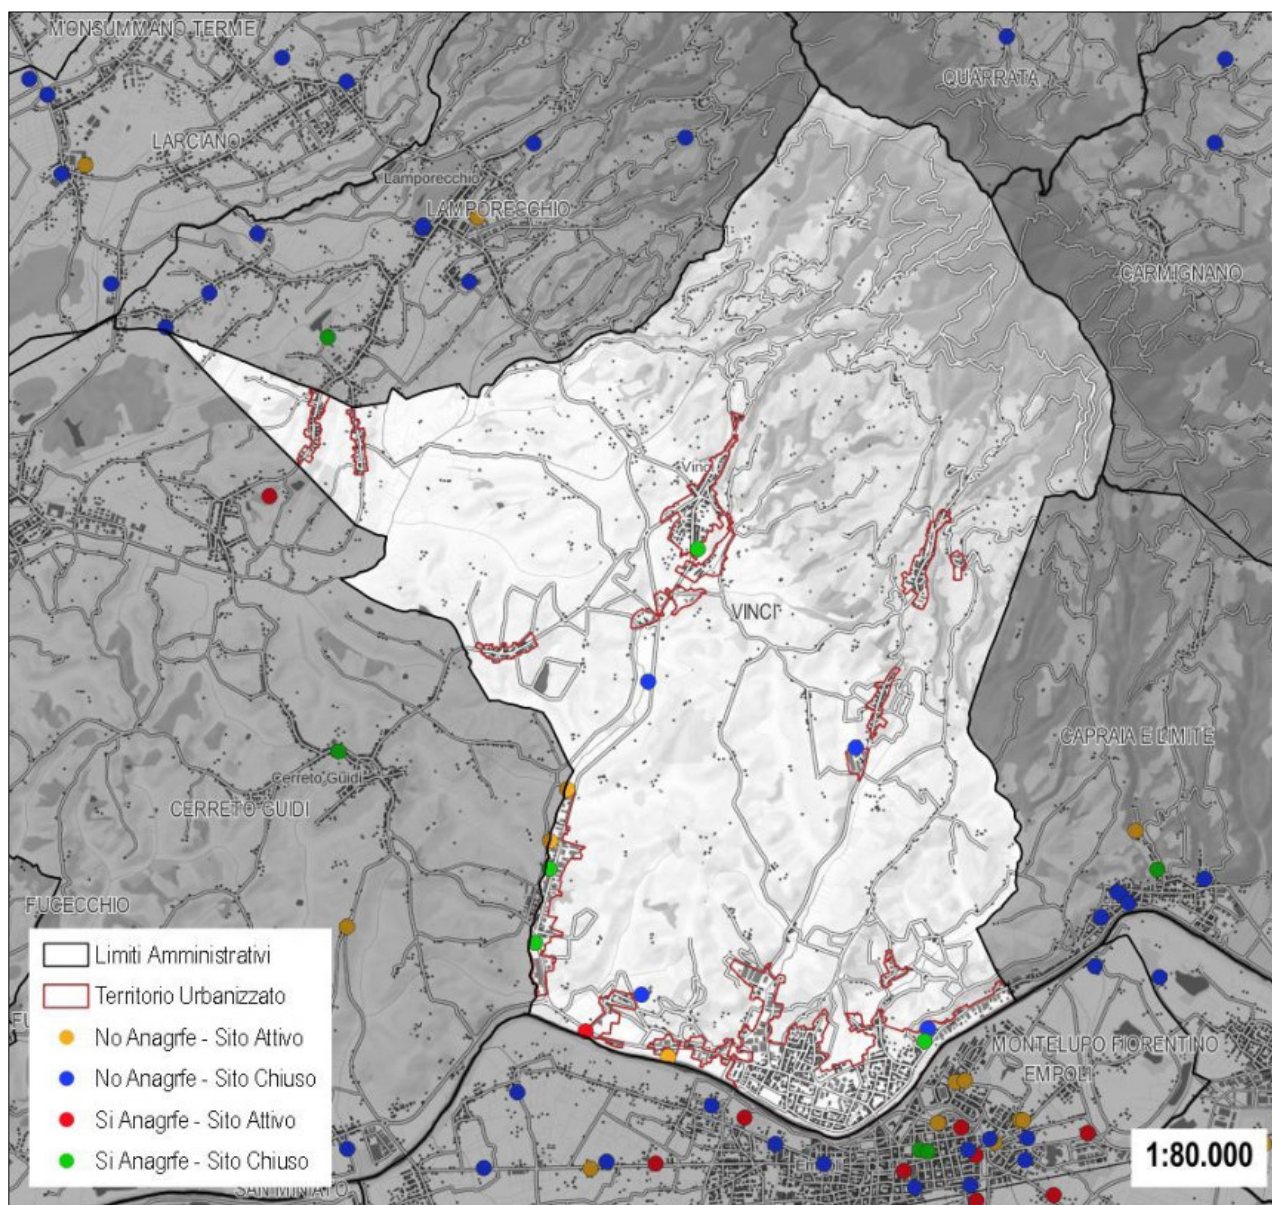 MONSUMMANO TERME
QUARRATA
LARCIANO
Lamporecchio
LAMPORECCHIO
CARMIGNANO
Vinci
VINCI
CAPRAIA E LIMITE
Cerreto Guidi
CERRETO GUIDI
FUCECCHIO
Limiti Amministrativi
Territorio Urbanizzato
No Anagrfe - Sito Attivo
No Anagrfe - Sito Chiuso
Si Anagrfe - Sito Attivo
Si Anagrfe - Sito Chiuso
MONTELUPO FIORENTINO
EMPOLI
1:80.000
SAN MINIATO